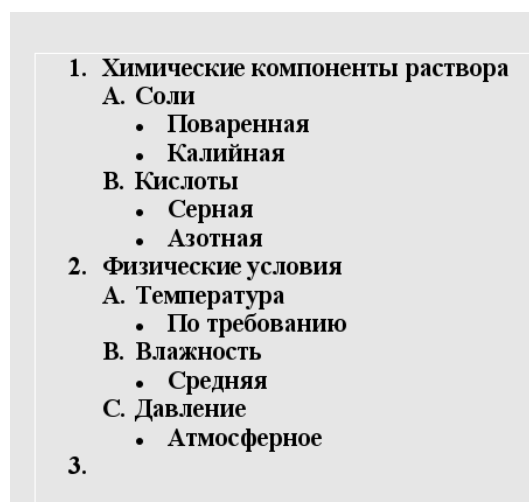 1. Химические компоненты раствора
A. Соли
• Поваренная
• Калийная
B. Кислоты
• Серная
• Азотная
2. Физические условия
A. Температура
• По требованию
B. Влажность
• Средняя
C. Давление
• Атмосферное
3.